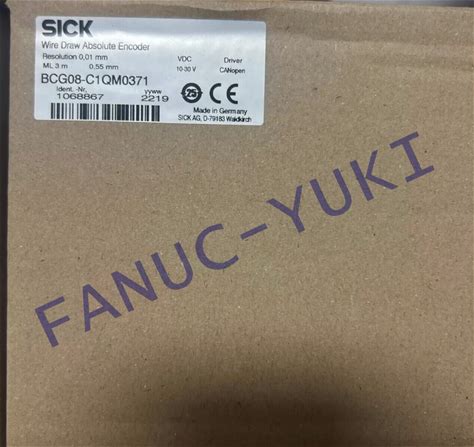 SICK
Wire Draw Absolute Encoder
Resolution 0,01 mm
ML 3 m 0,55 mm
VDC Driver
10-30 V CANopen
BCG08-C1QM0371
Ident.-Nr. yyww
1068867 2219
25
Made in Germany
SICK AG, D-79183 Waldkirch
FANUC-YUKI